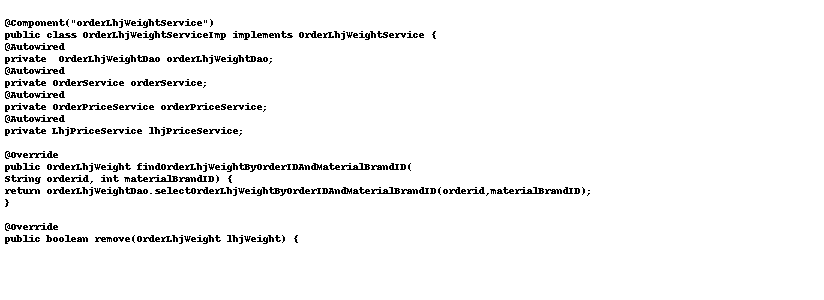 @Component("orderLhjWeightService")
public class OrderLhjWeightServiceImp implements OrderLhjWeightService {
@Autowired
private  OrderLhjWeightDao orderLhjWeightDao;
@Autowired
private OrderService orderService;
@Autowired
private OrderPriceService orderPriceService;
@Autowired
private LhjPriceService lhjPriceService;
@Override
public OrderLhjWeight findOrderLhjWeightByOrderIDAndMaterialBrandID(
String orderid, int materialBrandID) {
return orderLhjWeightDao.selectOrderLhjWeightByOrderIDAndMaterialBrandID(orderid,materialBrandID);
}
@Override
public boolean remove(OrderLhjWeight lhjWeight) {